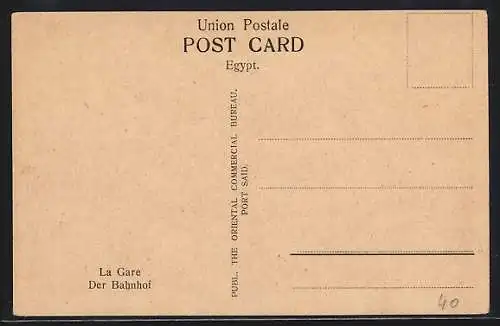 Union Postale
POST CARD
Egypt.
PUBL. THE ORIENTAL COMMERCIAL BUREAU.
PORT SAID.
La Gare
Der Bahnhof
40